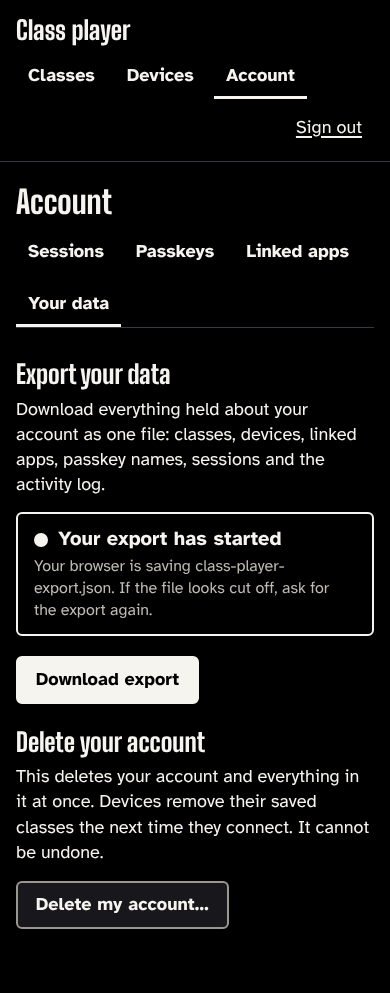 Class player
Classes Devices Account
Sign out
Account
Sessions Passkeys Linked apps
Your data
Export your data
Download everything held about your
account as one file: classes, devices, linked
apps, passkey names, sessions and the
activity log.
Your export has started
Your browser is saving class-player-
export.json. If the file looks cut off, ask for
the export again.
Download export
Delete your account
This deletes your account and everything in
it at once. Devices remove their saved
classes the next time they connect. It cannot
be undone.
Delete my account...